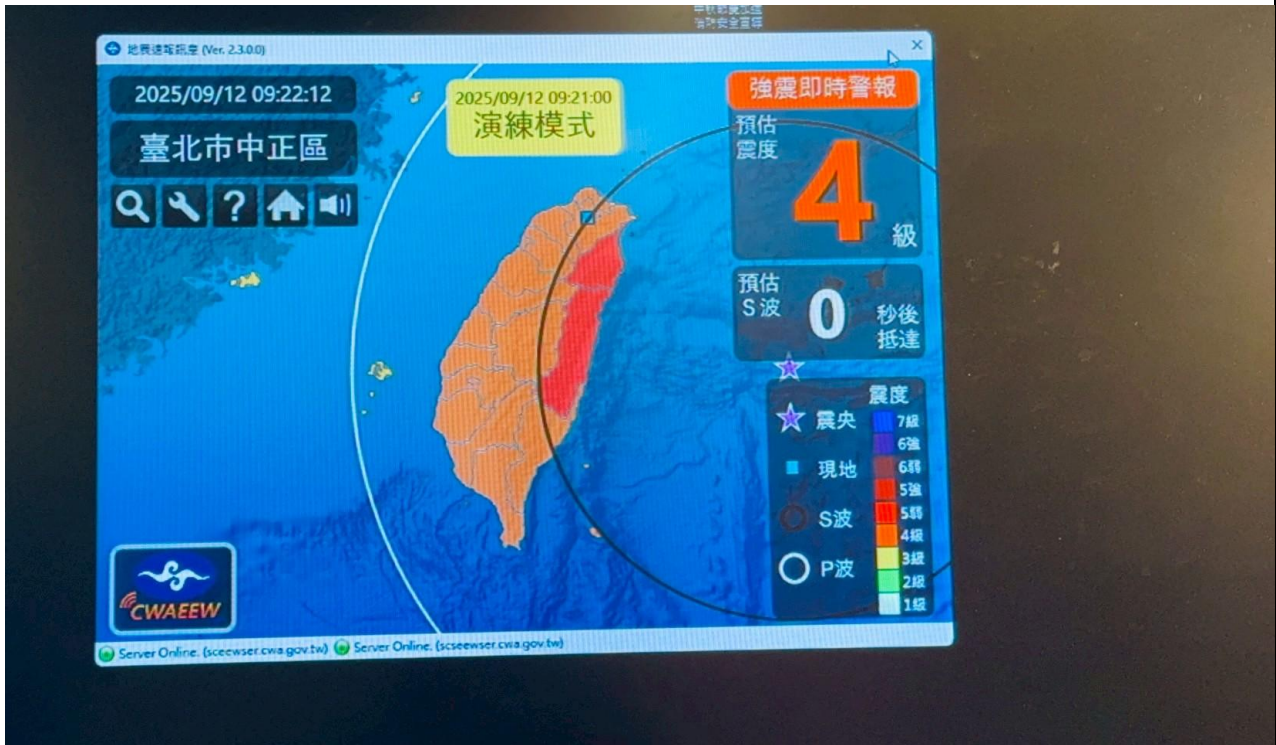 地震速報訊息 (Ver. 2.3.0.0)
2025/09/12 09:22:12
臺北市中正區
?
2025/09/12 09:21:00
演練模式
強震即時警報
預估
震度
4
級
預估
S波
0
秒後
抵達
震度
震央
現地
S波
P波
7級
6強
6弱
5強
5弱
4級
3級
2級
1級
CWAEEW
Server Online. (sceewser.cwa.gov.tw)
Server Online. (scseewser.cwa.gov.tw)